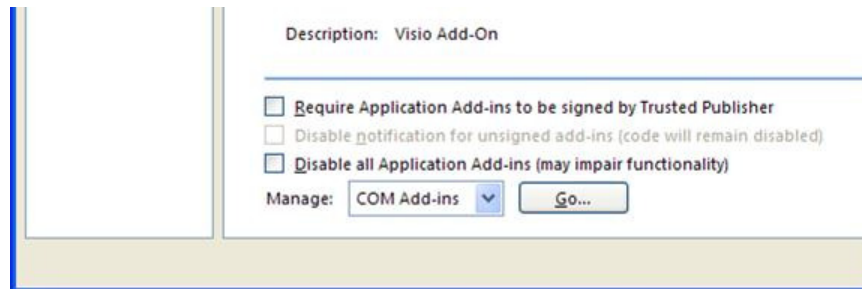 Description: Visio Add-On
Require Application Add-ins to be signed by Trusted Publisher
Disable notification for unsigned add-ins (code will remain disabled)
Disable all Application Add-ins (may impair functionality)
Manage: COM Add-ins Go...